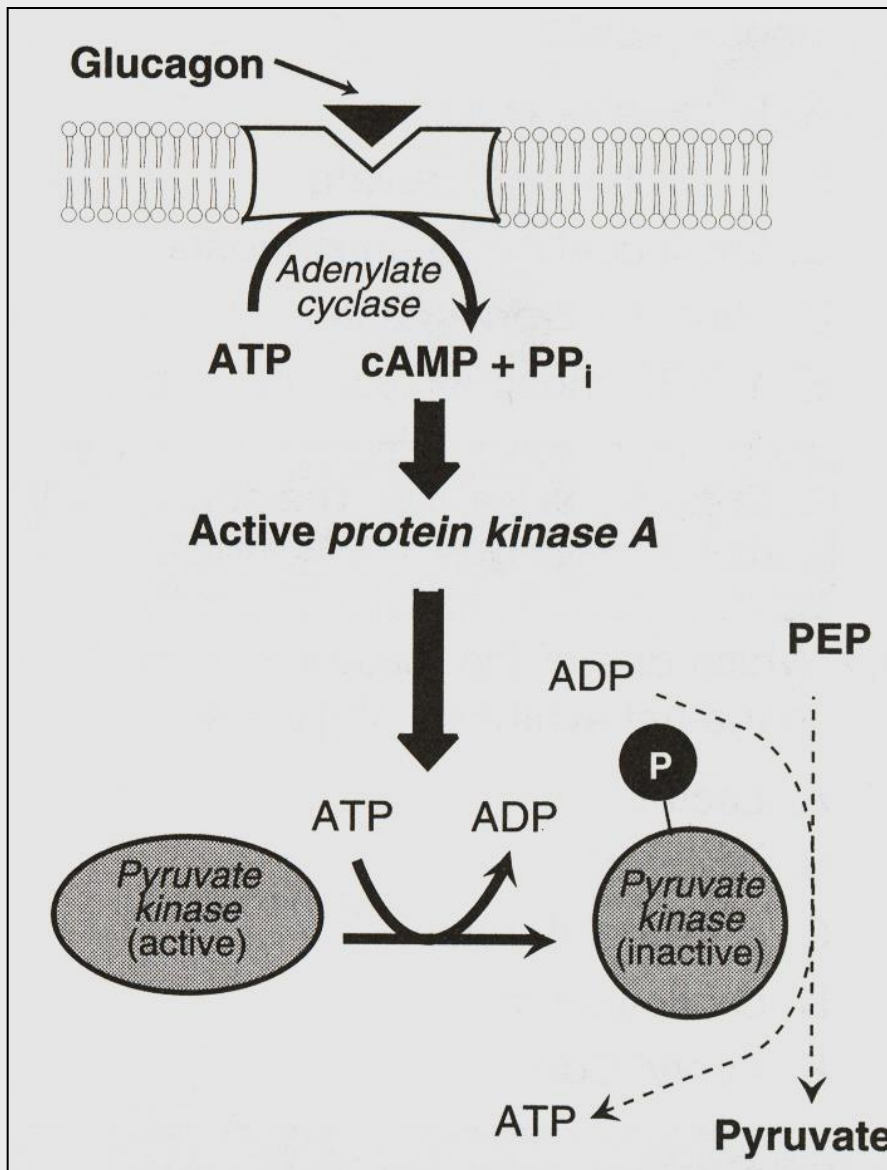 Glucagon
Adenylate
cyclase
ATP
cAMP + PPi
Active protein kinase A
PEP
ADP
P
ATP
ADP
Pyruvate
kinase
(active)
Pyruvate
kinase
(inactive)
ATP
Pyruvate